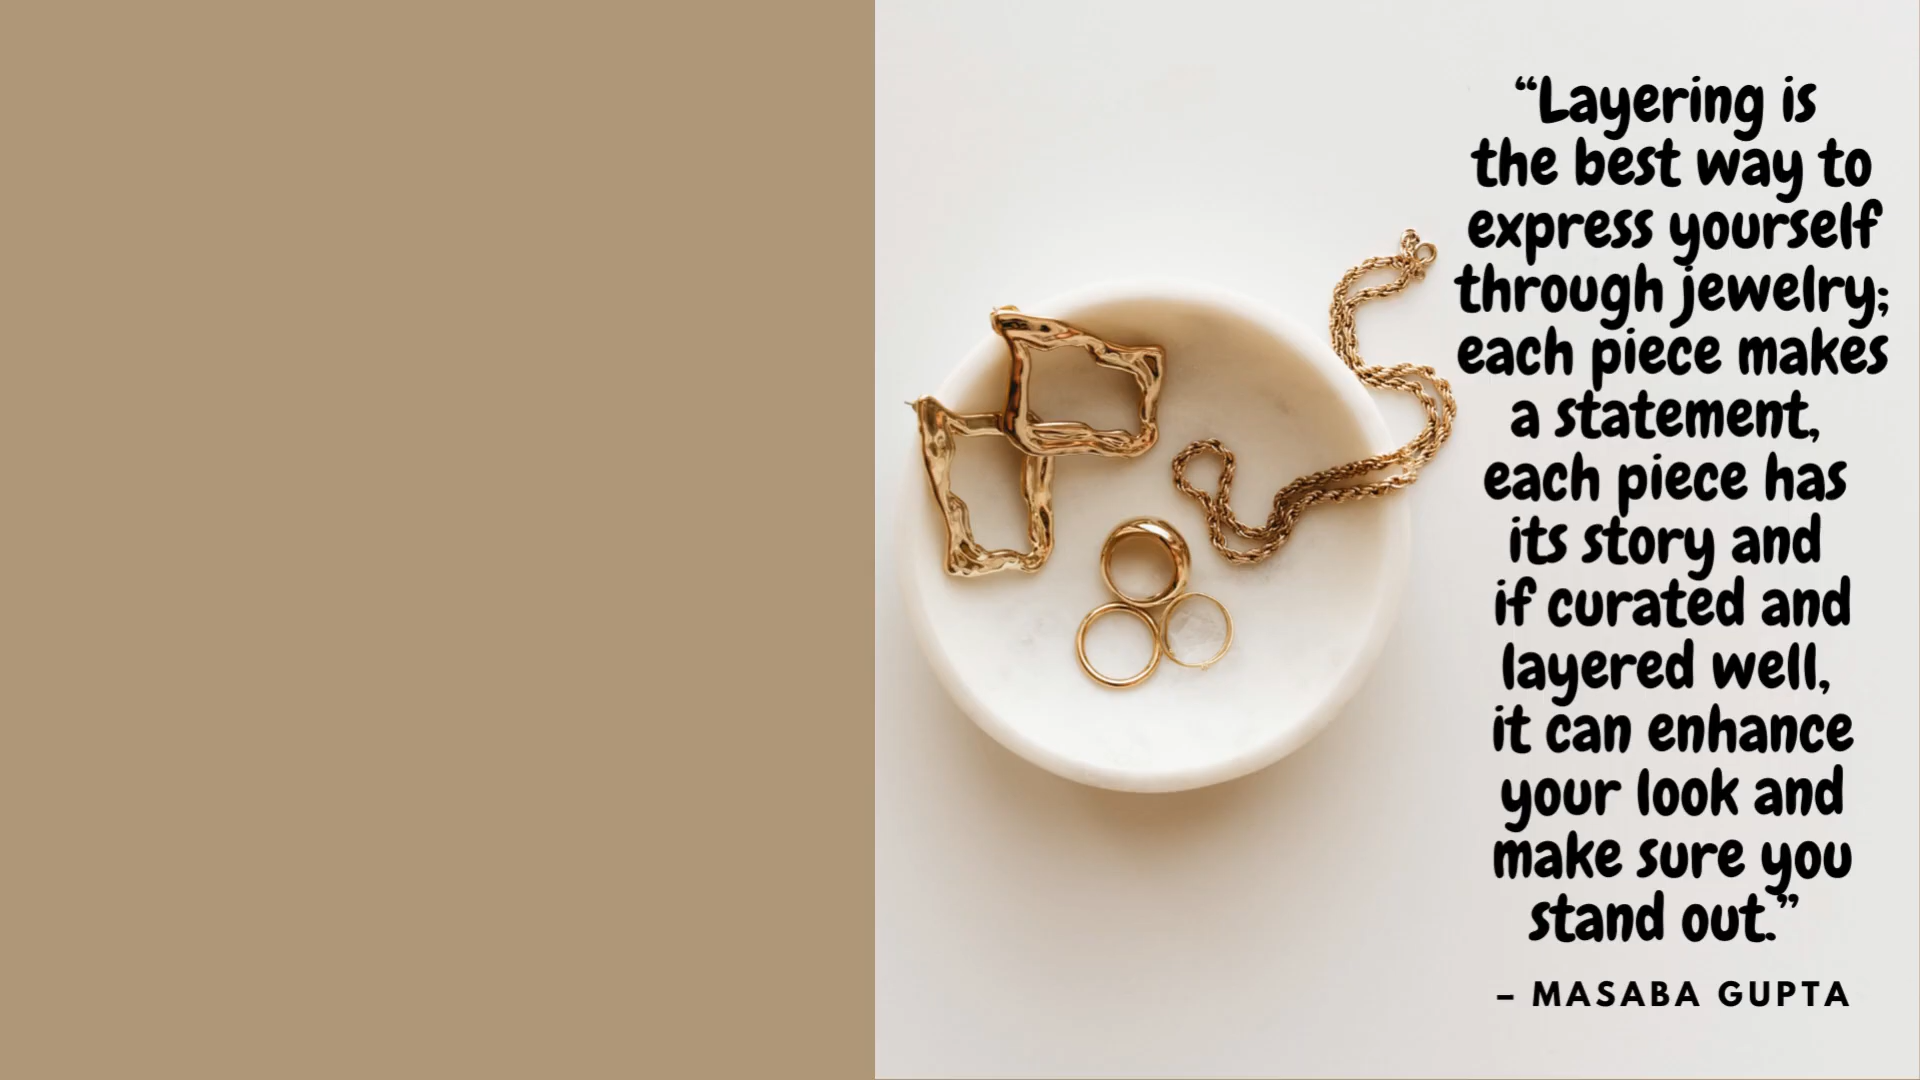 “Layering is
the best way to
express yourself
through jewelry;
each piece makes
a statement,
each piece has
its story and
if curated and
layered well,
it can enhance
your look and
make sure you
stand out.”
– MASABA GUPTA